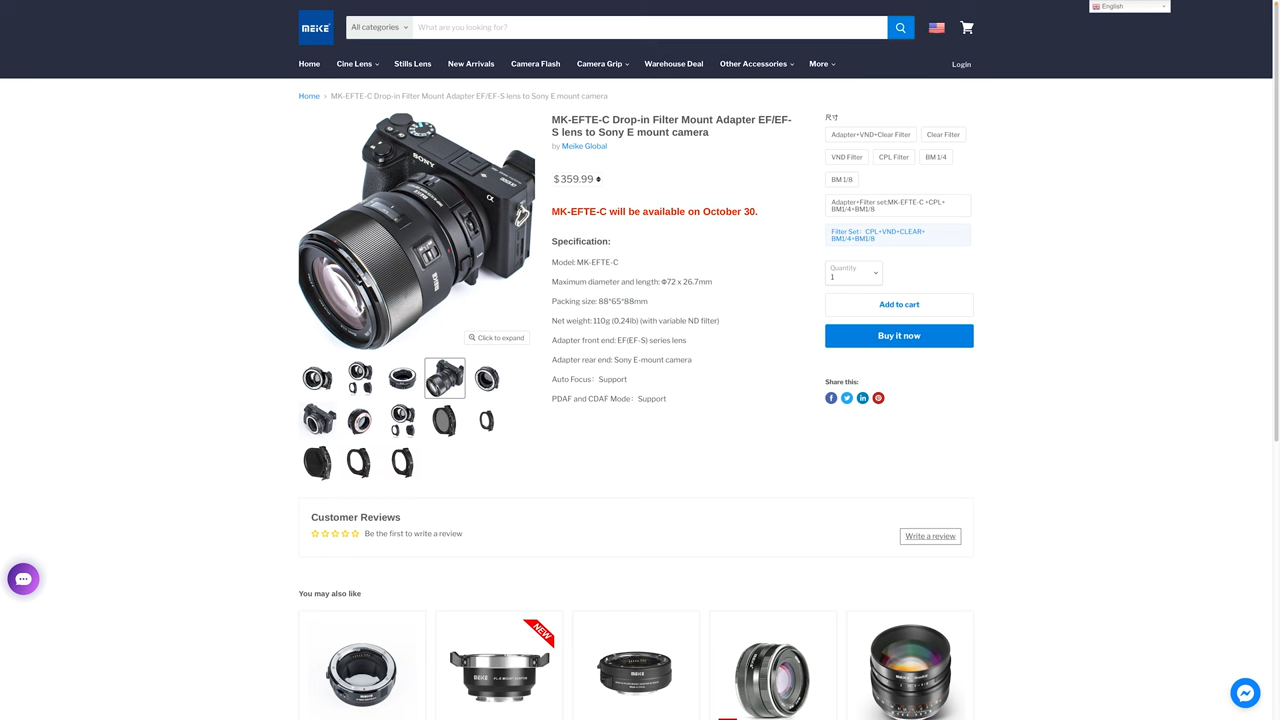 English
MEIKE
All categories
What are you looking for?
Home
Cine Lens
Stills Lens
New Arrivals
Camera Flash
Camera Grip
Warehouse Deal
Other Accessories
More
Login
Home > MK-EFTE-C Drop-in Filter Mount Adapter EF/EF-S lens to Sony E mount camera
SONY
Click to expand
MK-EFTE-C Drop-in Filter Mount Adapter EF/EF-
S lens to Sony E mount camera
by Meike Global
$359.99
MK-EFTE-C will be available on October 30.
Specification:
Model: MK-EFTE-C
Maximum diameter and length: Φ72 x 26.7mm
Packing size: 88*65*88mm
Net weight: 110g (0.24lb) (with variable ND filter)
Adapter front end: EF(EF-S) series lens
Adapter rear end: Sony E-mount camera
Auto Focus：Support
PDAF and CDAF Mode：Support
尺寸
Adapter+VND+Clear Filter
Clear Filter
VND Filter
CPL Filter
BM 1/4
BM 1/8
Adapter+Filter set:MK-EFTE-C +CPL+
BM1/4+BM1/8
Filter Set：CPL+VND+CLEAR+
BM1/4+BM1/8
Quantity
1
Add to cart
Buy it now
Share this:
Customer Reviews
Be the first to write a review
Write a review
You may also like
NEW
MEIKE
MEIKE